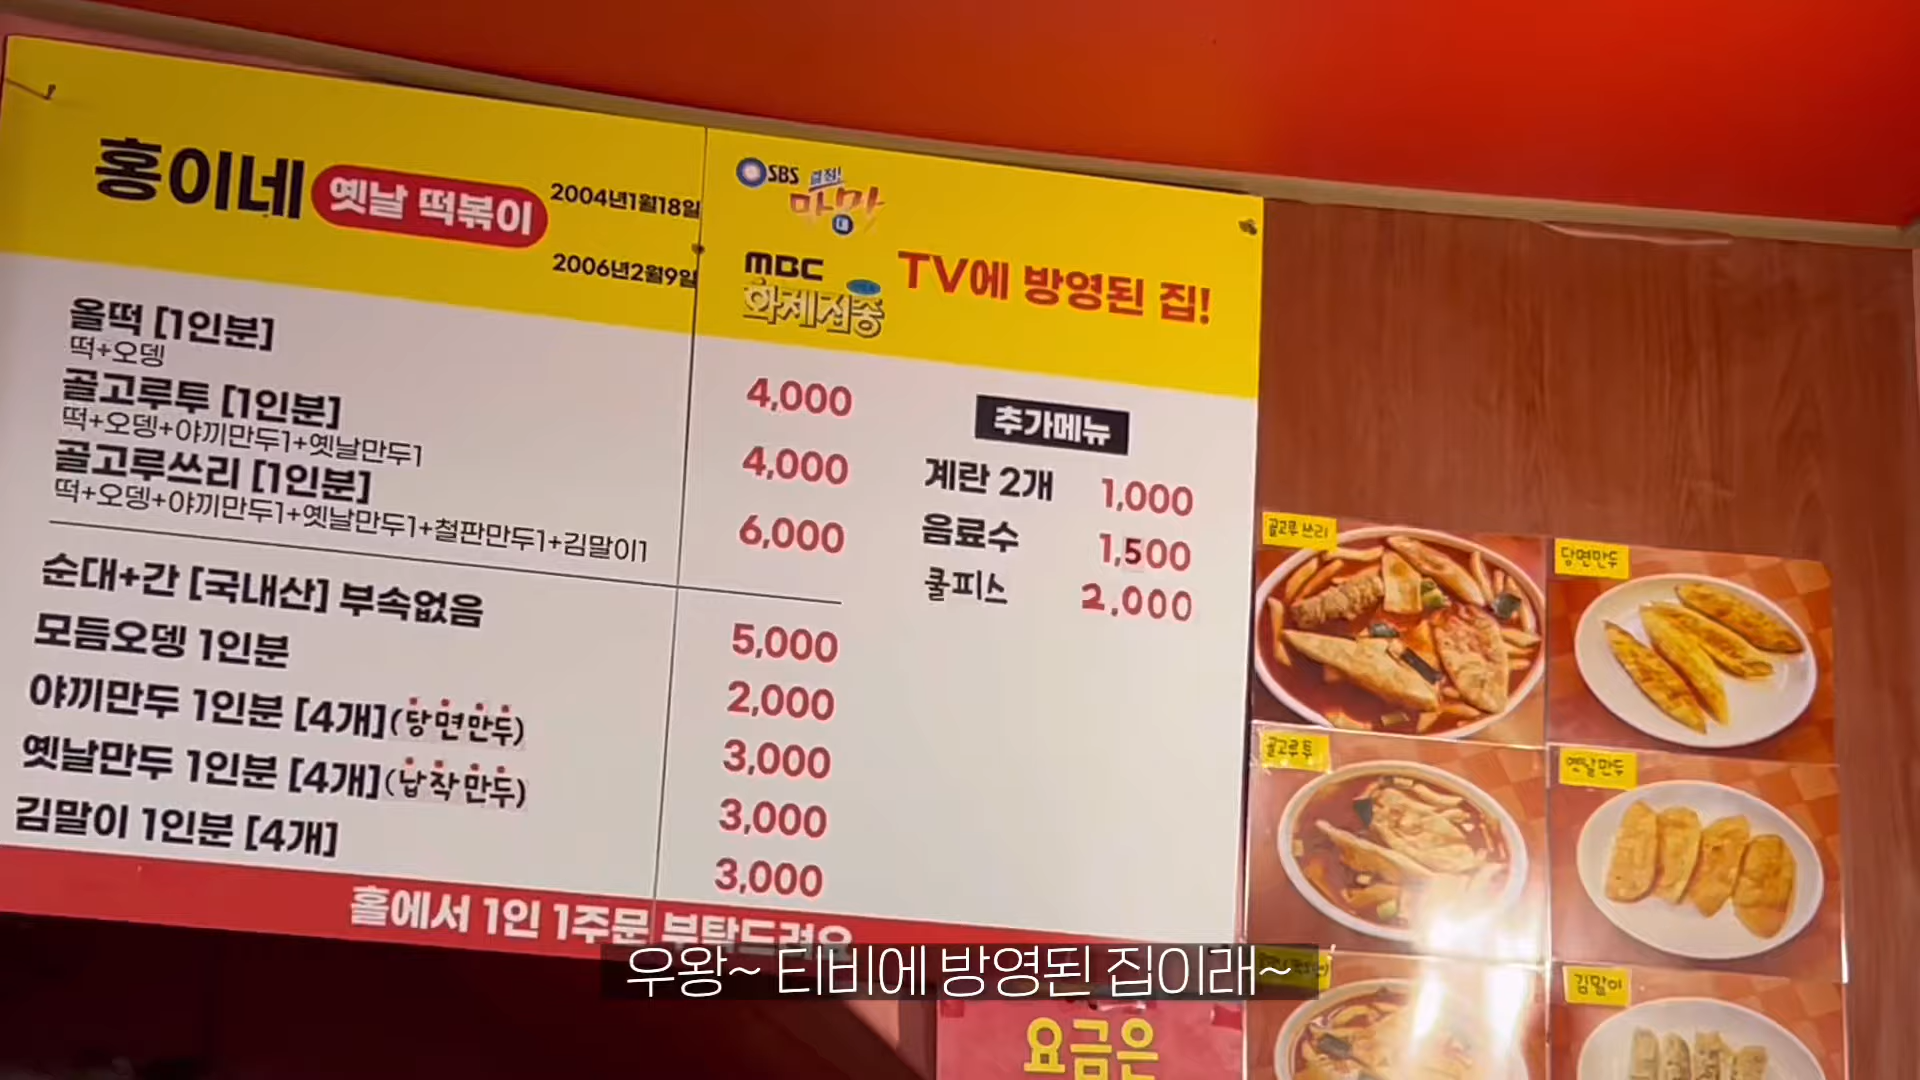 홍이네 옛날 떡볶이
2004년1월18일
2006년2월9일
SBS 결정! 맛대맛
MBC
화제집중
TV에 방영된 집!
올떡 [1인분] 4,000
떡+오뎅
골고루투 [1인분] 4,000
떡+오뎅+야끼만두1+옛날만두1
골고루쓰리 [1인분] 6,000
떡+오뎅+야끼만두1+옛날만두1+철판만두1+김말이1
순대+간 [국내산] 부속없음 5,000
모듬오뎅 1인분 2,000
야끼만두 1인분 [4개] (당면만두) 3,000
옛날만두 1인분 [4개] (납작만두) 3,000
김말이 1인분 [4개] 3,000
추가메뉴
계란 2개 1,000
음료수 1,500
쿨피스 2,000
홀에서 1인 1주문 부탁드려요
골고루 쓰리
당면만두
골고루 투
옛날만두
김말이
우왕~ 티비에 방영된 집이래~
요금은